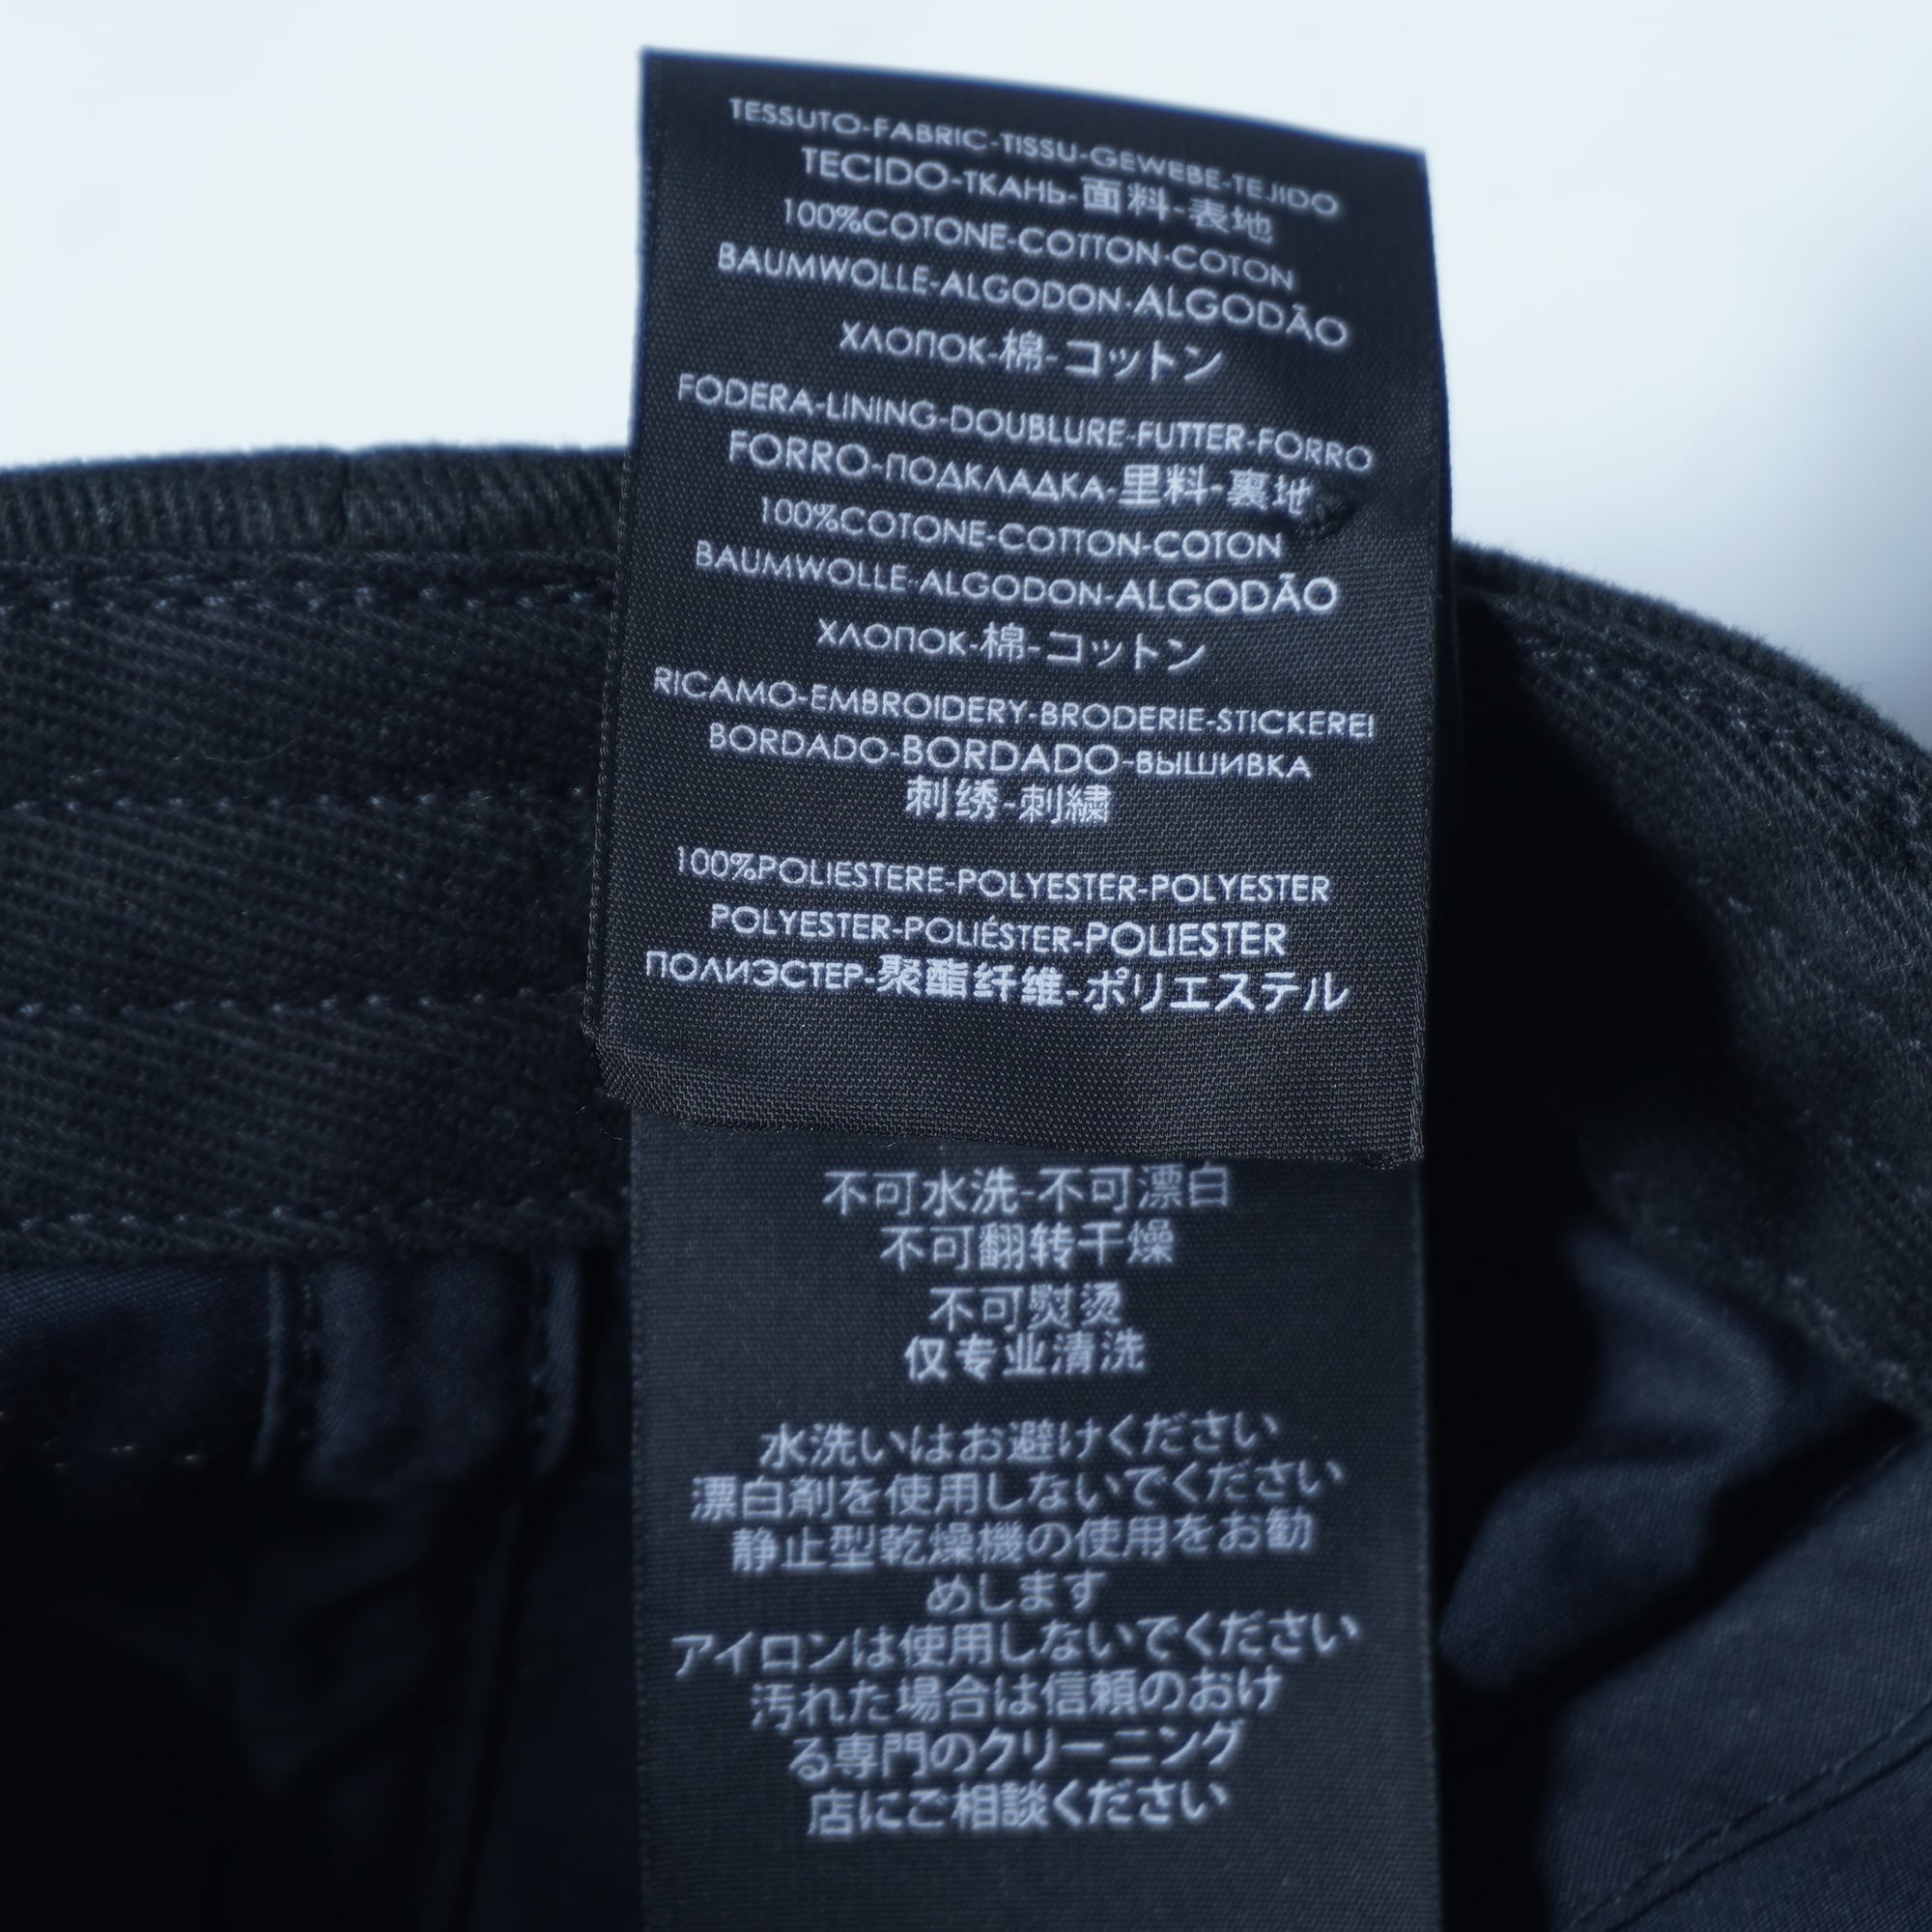 TESSUTO-FABRIC-TISSU-GEWEBE-TEJIDO
TECIDO-ТКАНЬ-面料-表地
100%COTONE-COTTON-COTON
BAUMWOLLE-ALGODON-ALGODÃO
ХЛОПОК-棉-コットン
FODERA-LINING-DOUBLURE-FUTTER-FORRO
FORRO-ПОДКЛАДКА-里料-裏地
100%COTONE-COTTON-COTON
BAUMWOLLE-ALGODON-ALGODÃO
ХЛОПОК-棉-コットン
RICAMO-EMBROIDERY-BRODERIE-STICKEREI
BORDADO-BORDADO-ВЫШИВКА
刺绣-刺繍
100%POLIESTERE-POLYESTER-POLYESTER
POLYESTER-POLIÉSTER-POLIESTER
ПОЛИЭСТЕР-聚酯纤维-ポリエステル
不可水洗-不可漂白
不可翻转干燥
不可熨烫
仅专业清洗
水洗いはお避けください
漂白剤を使用しないでください
静止型乾燥機の使用をお勧
めします
アイロンは使用しないでください
汚れた場合は信頼のおけ
る専門のクリーニング
店にご相談ください